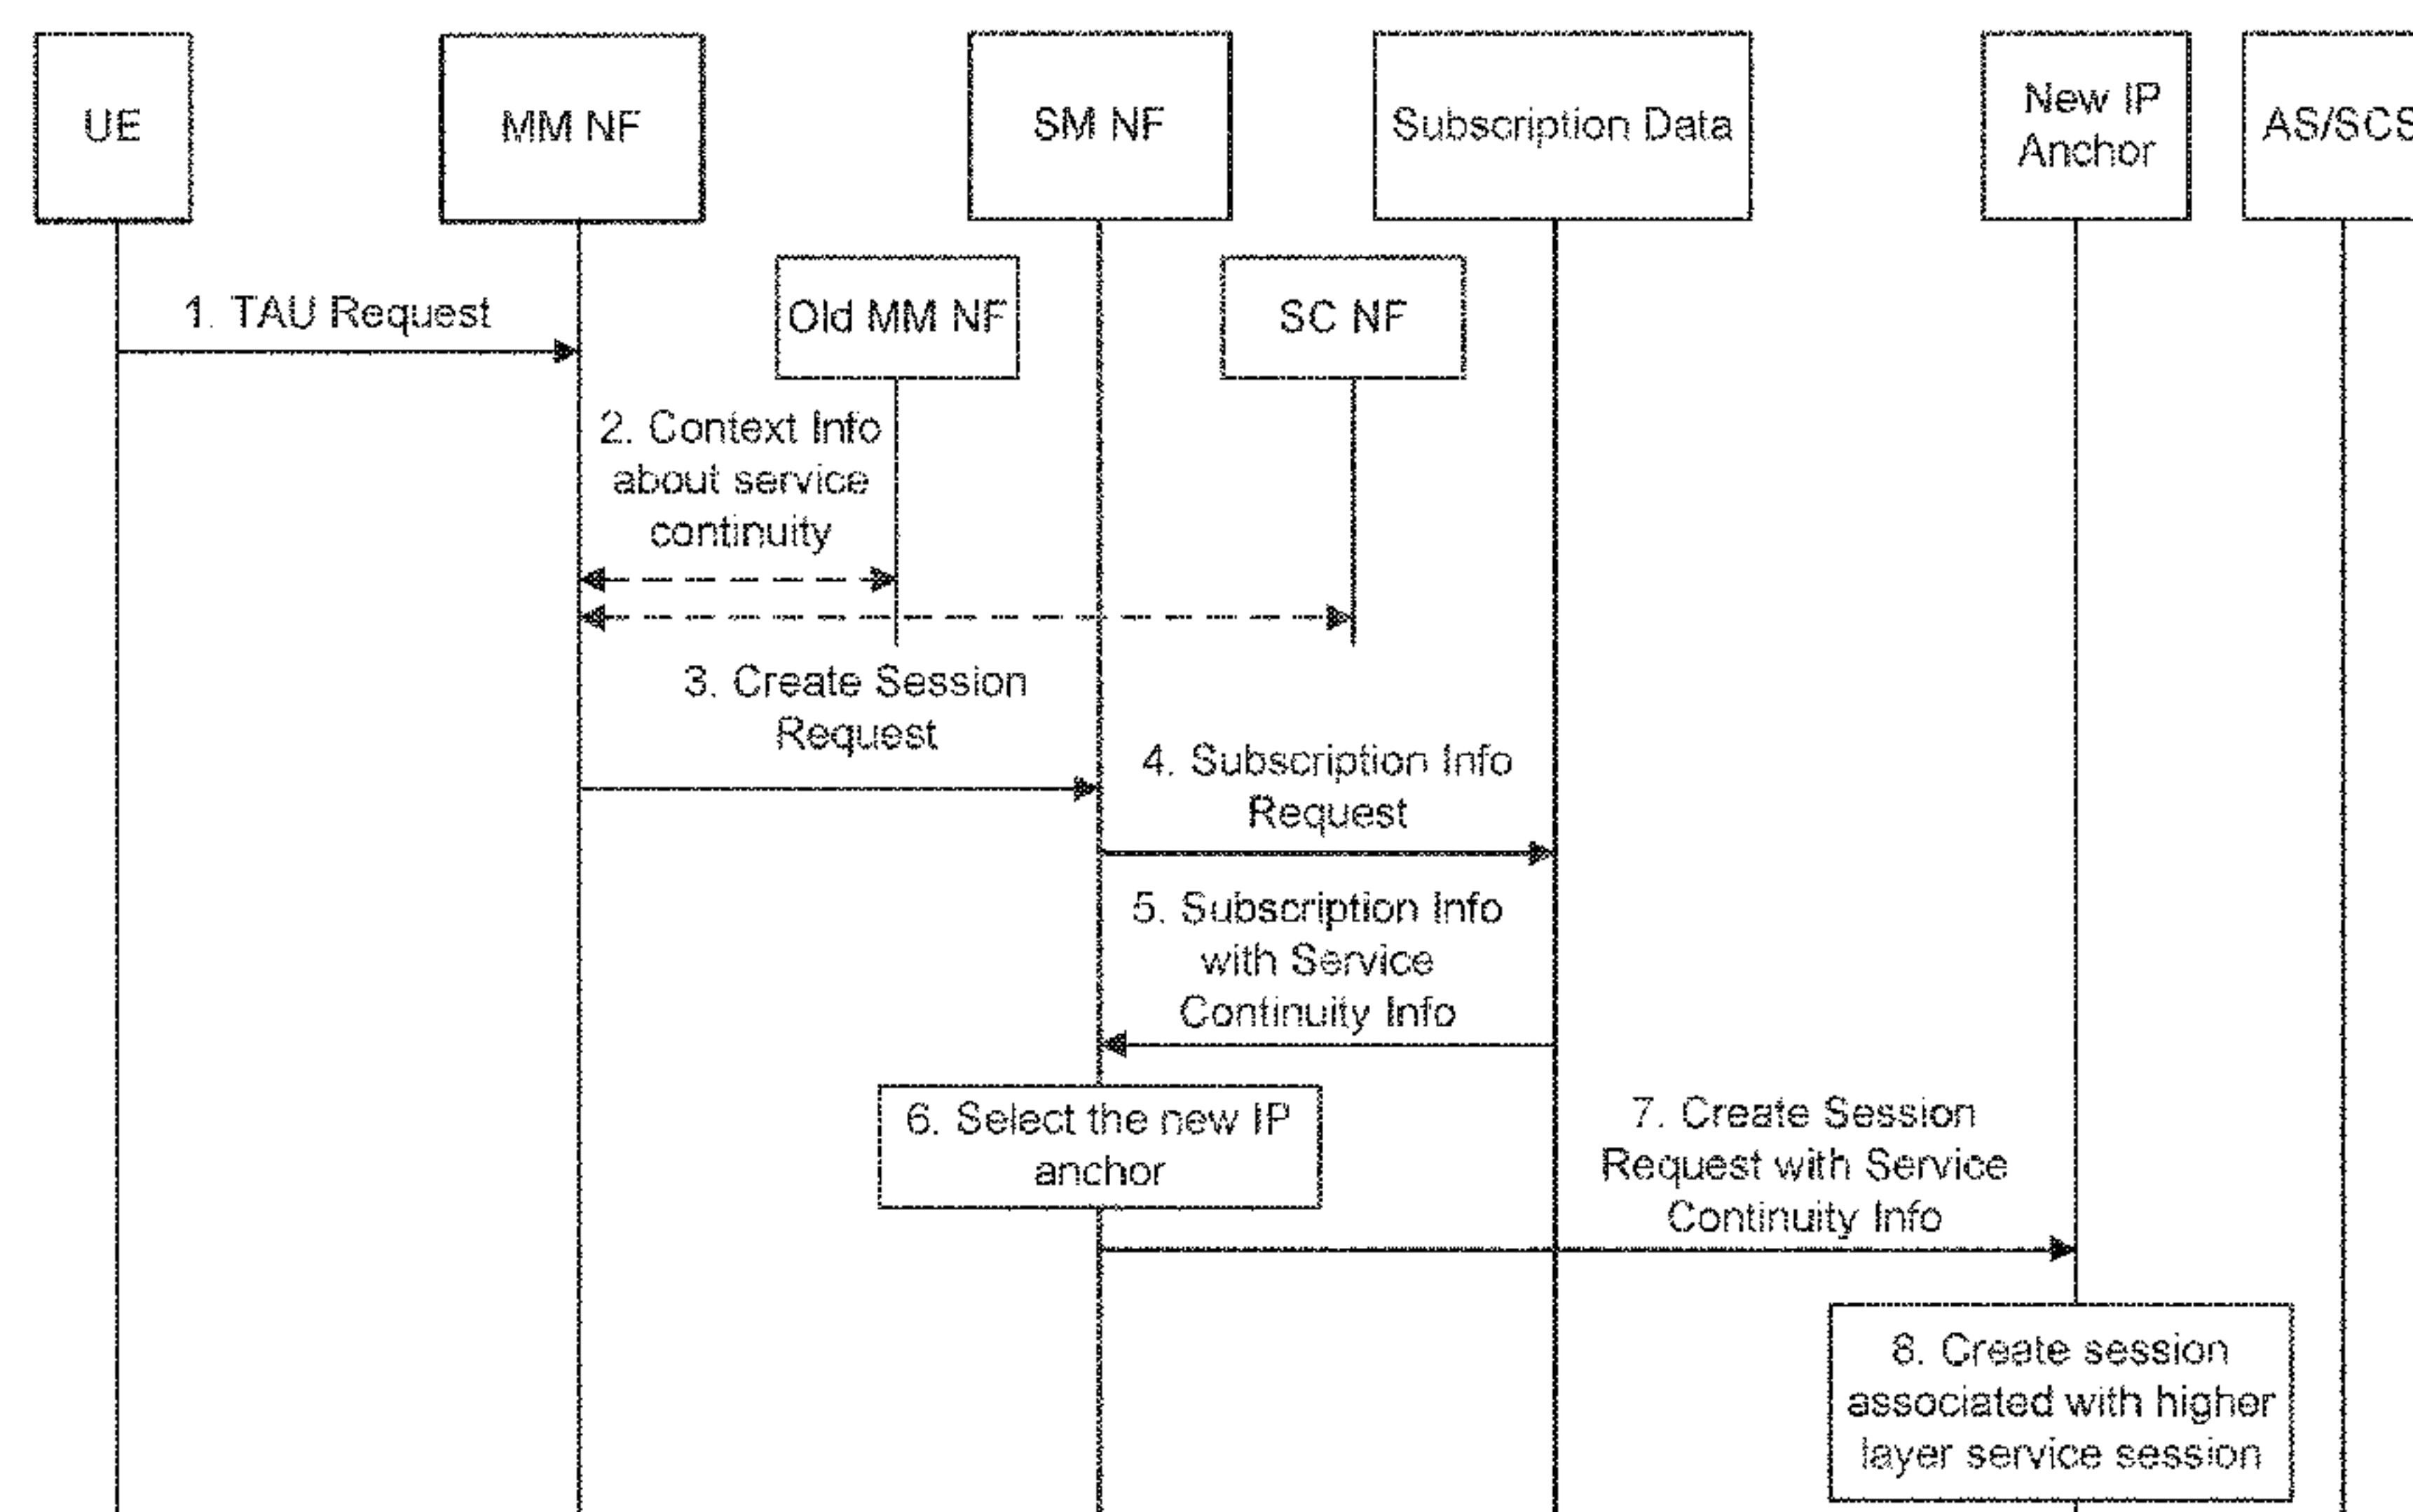 UE
MM NF
SM NF
Subscription Data
New IP
Anchor
AS/SCS
Old MM NF
SC NF
1. TAU Request
2. Context Info
about service
continuity
3. Create Session
Request
4. Subscription Info
Request
5. Subscription Info
with Service
Continuity Info
6. Select the new IP
anchor
7. Create Session
Request with Service
Continuity Info
8. Create session
associated with higher
layer service session